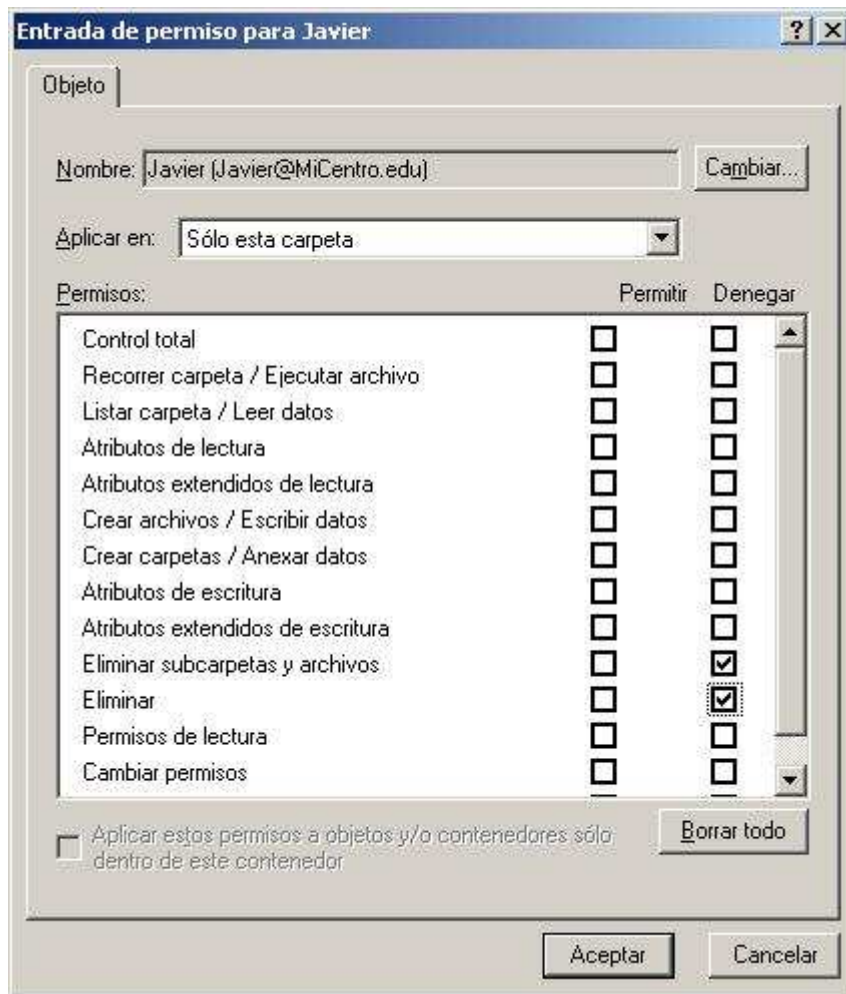 Entrada de permiso para Javier
Objeto
Nombre: Javier (Javier@MiCentro.edu) Cambiar...
Aplicar en: Sólo esta carpeta
Permisos: Permitir Denegar
Control total
Recorrer carpeta / Ejecutar archivo
Listar carpeta / Leer datos
Atributos de lectura
Atributos extendidos de lectura
Crear archivos / Escribir datos
Crear carpetas / Anexar datos
Atributos de escritura
Atributos extendidos de escritura
Eliminar subcarpetas y archivos
Eliminar
Permisos de lectura
Cambiar permisos
Aplicar estos permisos a objetos y/o contenedores sólo
dentro de este contenedor
Borrar todo
Aceptar Cancelar